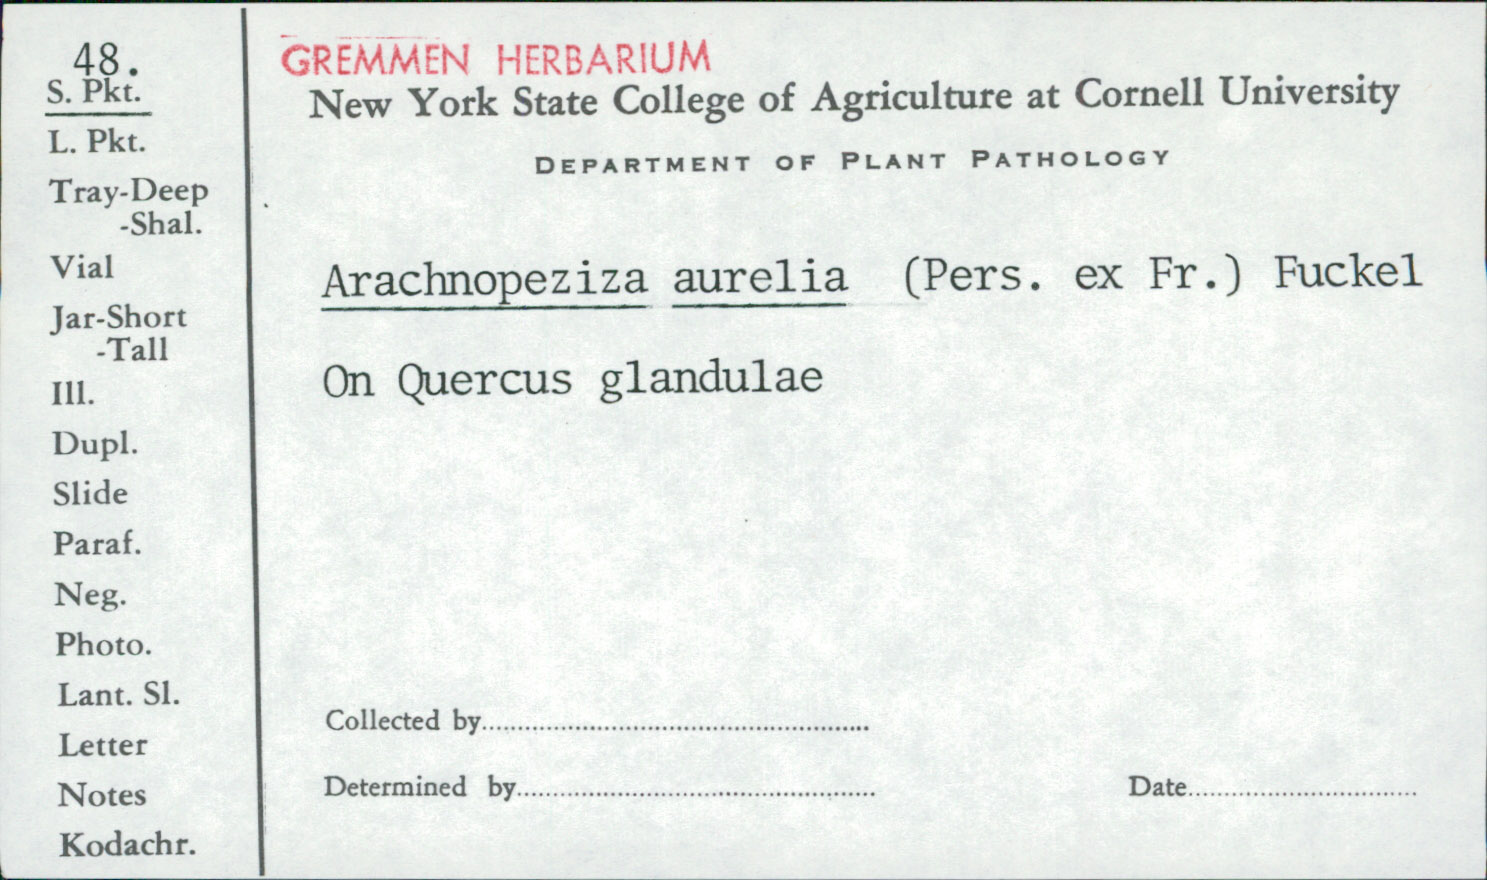 48.
S. Pkt.
L. Pkt.
Tray-Deep
-Shal.
Vial
Jar-Short
-Tall
Ill.
Dupl.
Slide
Paraf.
Neg.
Photo.
Lant. Sl.
Letter
Notes
Kodachr.
GREMMEN HERBARIUM
New York State College of Agriculture at Cornell University
DEPARTMENT OF PLANT PATHOLOGY
Arachnopeziza aurelia (Pers. ex Fr.) Fuckel
On Quercus glandulae
Collected by
Determined by
Date